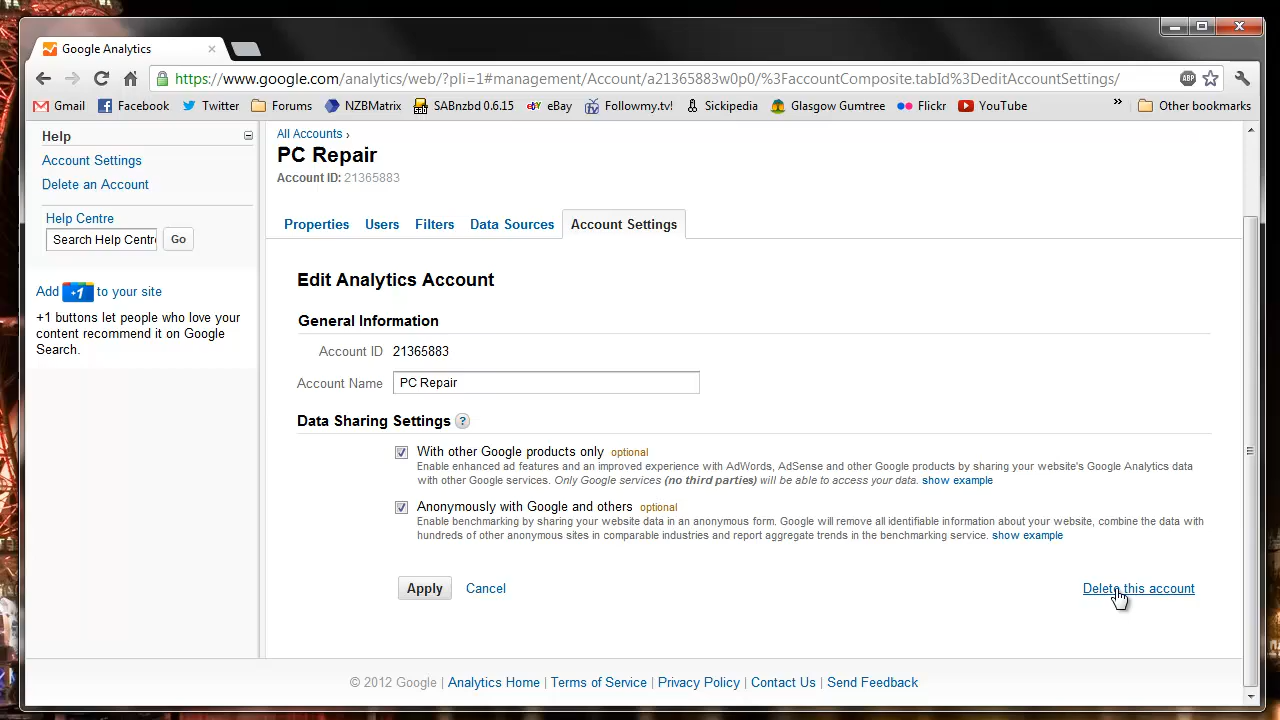 Google Analytics
https://www.google.com/analytics/web/?pli=1#management/Account/a21365883w0p0/%3FaccountComposite.tabId%3DeditAccountSettings/
ABP
Gmail Facebook Twitter Forums NZBMatrix SABnzbd 0.6.15 eBay Followmy.tv! Sickipedia Glasgow Gumtree Flickr YouTube » Other bookmarks
Help
Account Settings
Delete an Account
Help Centre
Search Help Centr Go
Add +1 to your site
+1 buttons let people who love your
content recommend it on Google
Search.
All Accounts ›
PC Repair
Account ID: 21365883
Properties Users Filters Data Sources Account Settings
Edit Analytics Account
General Information
Account ID 21365883
Account Name PC Repair
Data Sharing Settings ?
With other Google products only optional
Enable enhanced ad features and an improved experience with AdWords, AdSense and other Google products by sharing your website's Google Analytics data
with other Google services. Only Google services (no third parties) will be able to access your data. show example
Anonymously with Google and others optional
Enable benchmarking by sharing your website data in an anonymous form. Google will remove all identifiable information about your website, combine the data with
hundreds of other anonymous sites in comparable industries and report aggregate trends in the benchmarking service. show example
Apply Cancel Delete this account
© 2012 Google | Analytics Home | Terms of Service | Privacy Policy | Contact Us | Send Feedback